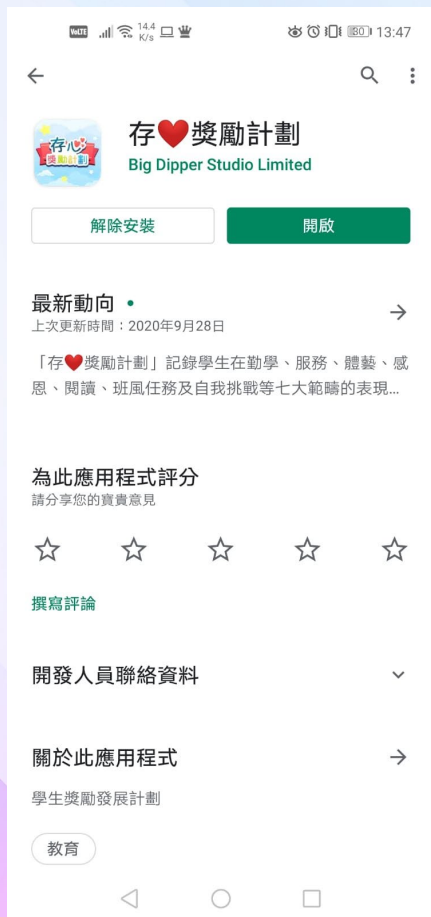 VoLTE 14.4 K/s 80 13:47
存❤獎勵計劃
存心
獎勵計劃
Big Dipper Studio Limited
解除安裝 開啟
最新動向 •
上次更新時間：2020年9月28日
「存❤獎勵計劃」記錄學生在勤學、服務、體藝、感
恩、閱讀、班風任務及自我挑戰等七大範疇的表現...
為此應用程式評分
請分享您的寶貴意見
撰寫評論
開發人員聯絡資料
關於此應用程式
學生獎勵發展計劃
教育